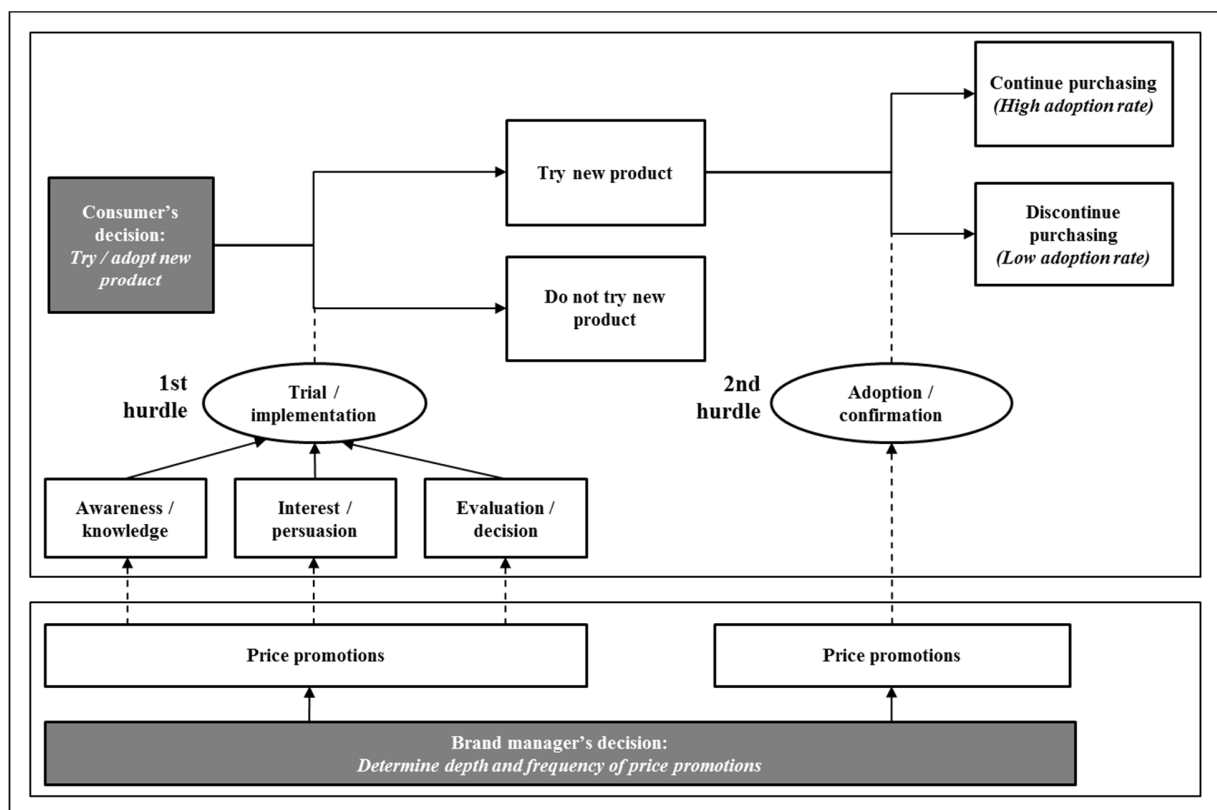 Continue purchasing
(High adoption rate)
Try new product
Consumer’s
decision:
Try / adopt new
product
Discontinue
purchasing
(Low adoption rate)
Do not try new
product
1st
hurdle
Trial /
implementation
2nd
hurdle
Adoption /
confirmation
Awareness /
knowledge
Interest /
persuasion
Evaluation /
decision
Price promotions
Price promotions
Brand manager’s decision:
Determine depth and frequency of price promotions